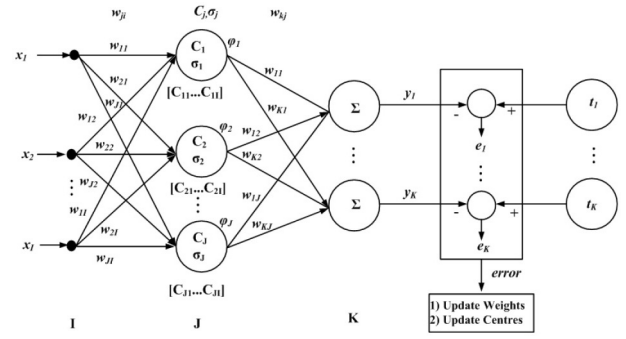 w_ji C_j,σ_j w_kj
x_1 w_11 C_1 φ_1 w_11 y_1 t_1
σ_1
w_21 [C_11...C_1I] w_K1 Σ - +
w_J1 e_1
w_12 C_2 φ_2 w_12
x_2 w_22 σ_2 w_K2
w_J2 [C_21...C_2I] w_1J y_K t_K
w_1I φ_J Σ - +
w_2I C_J w_KJ e_K
x_I w_JI σ_J
error
[C_J1...C_JI]
1) Update Weights
2) Update Centres
I J K